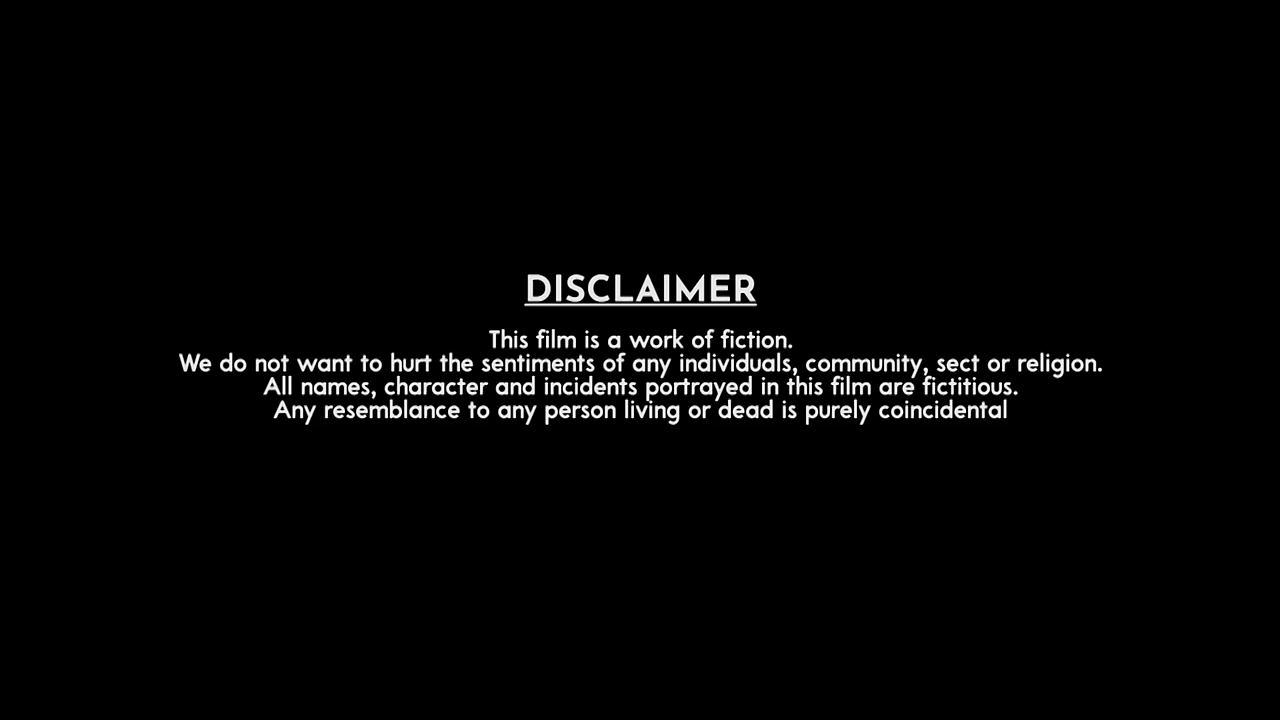 DISCLAIMER
This film is a work of fiction.
We do not want to hurt the sentiments of any individuals, community, sect or religion.
All names, character and incidents portrayed in this film are fictitious.
Any resemblance to any person living or dead is purely coincidental